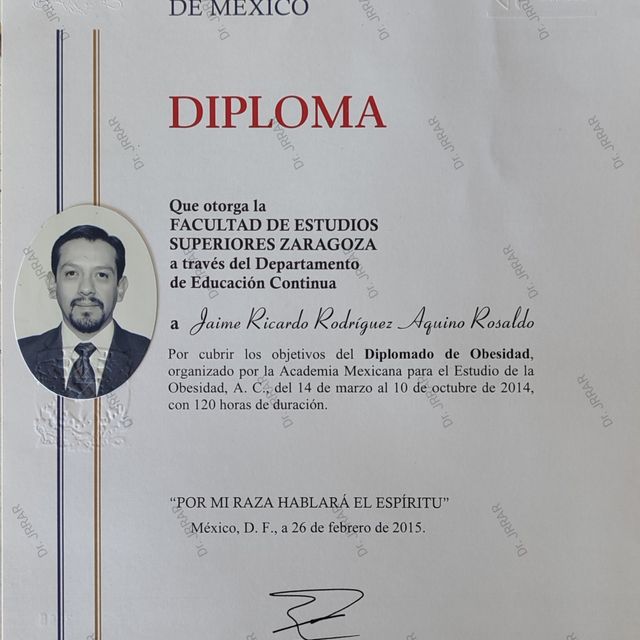 DE MÉXICO
DIPLOMA
Que otorga la
FACULTAD DE ESTUDIOS
SUPERIORES ZARAGOZA
a través del Departamento
de Educación Continua
a Jaime Ricardo Rodríguez Aquino Rosaldo
Por cubrir los objetivos del Diplomado de Obesidad,
organizado por la Academia Mexicana para el Estudio de la
Obesidad, A. C., del 14 de marzo al 10 de octubre de 2014,
con 120 horas de duración.
“POR MI RAZA HABLARÁ EL ESPÍRITU”
México, D. F., a 26 de febrero de 2015.
Dr. JRRAR